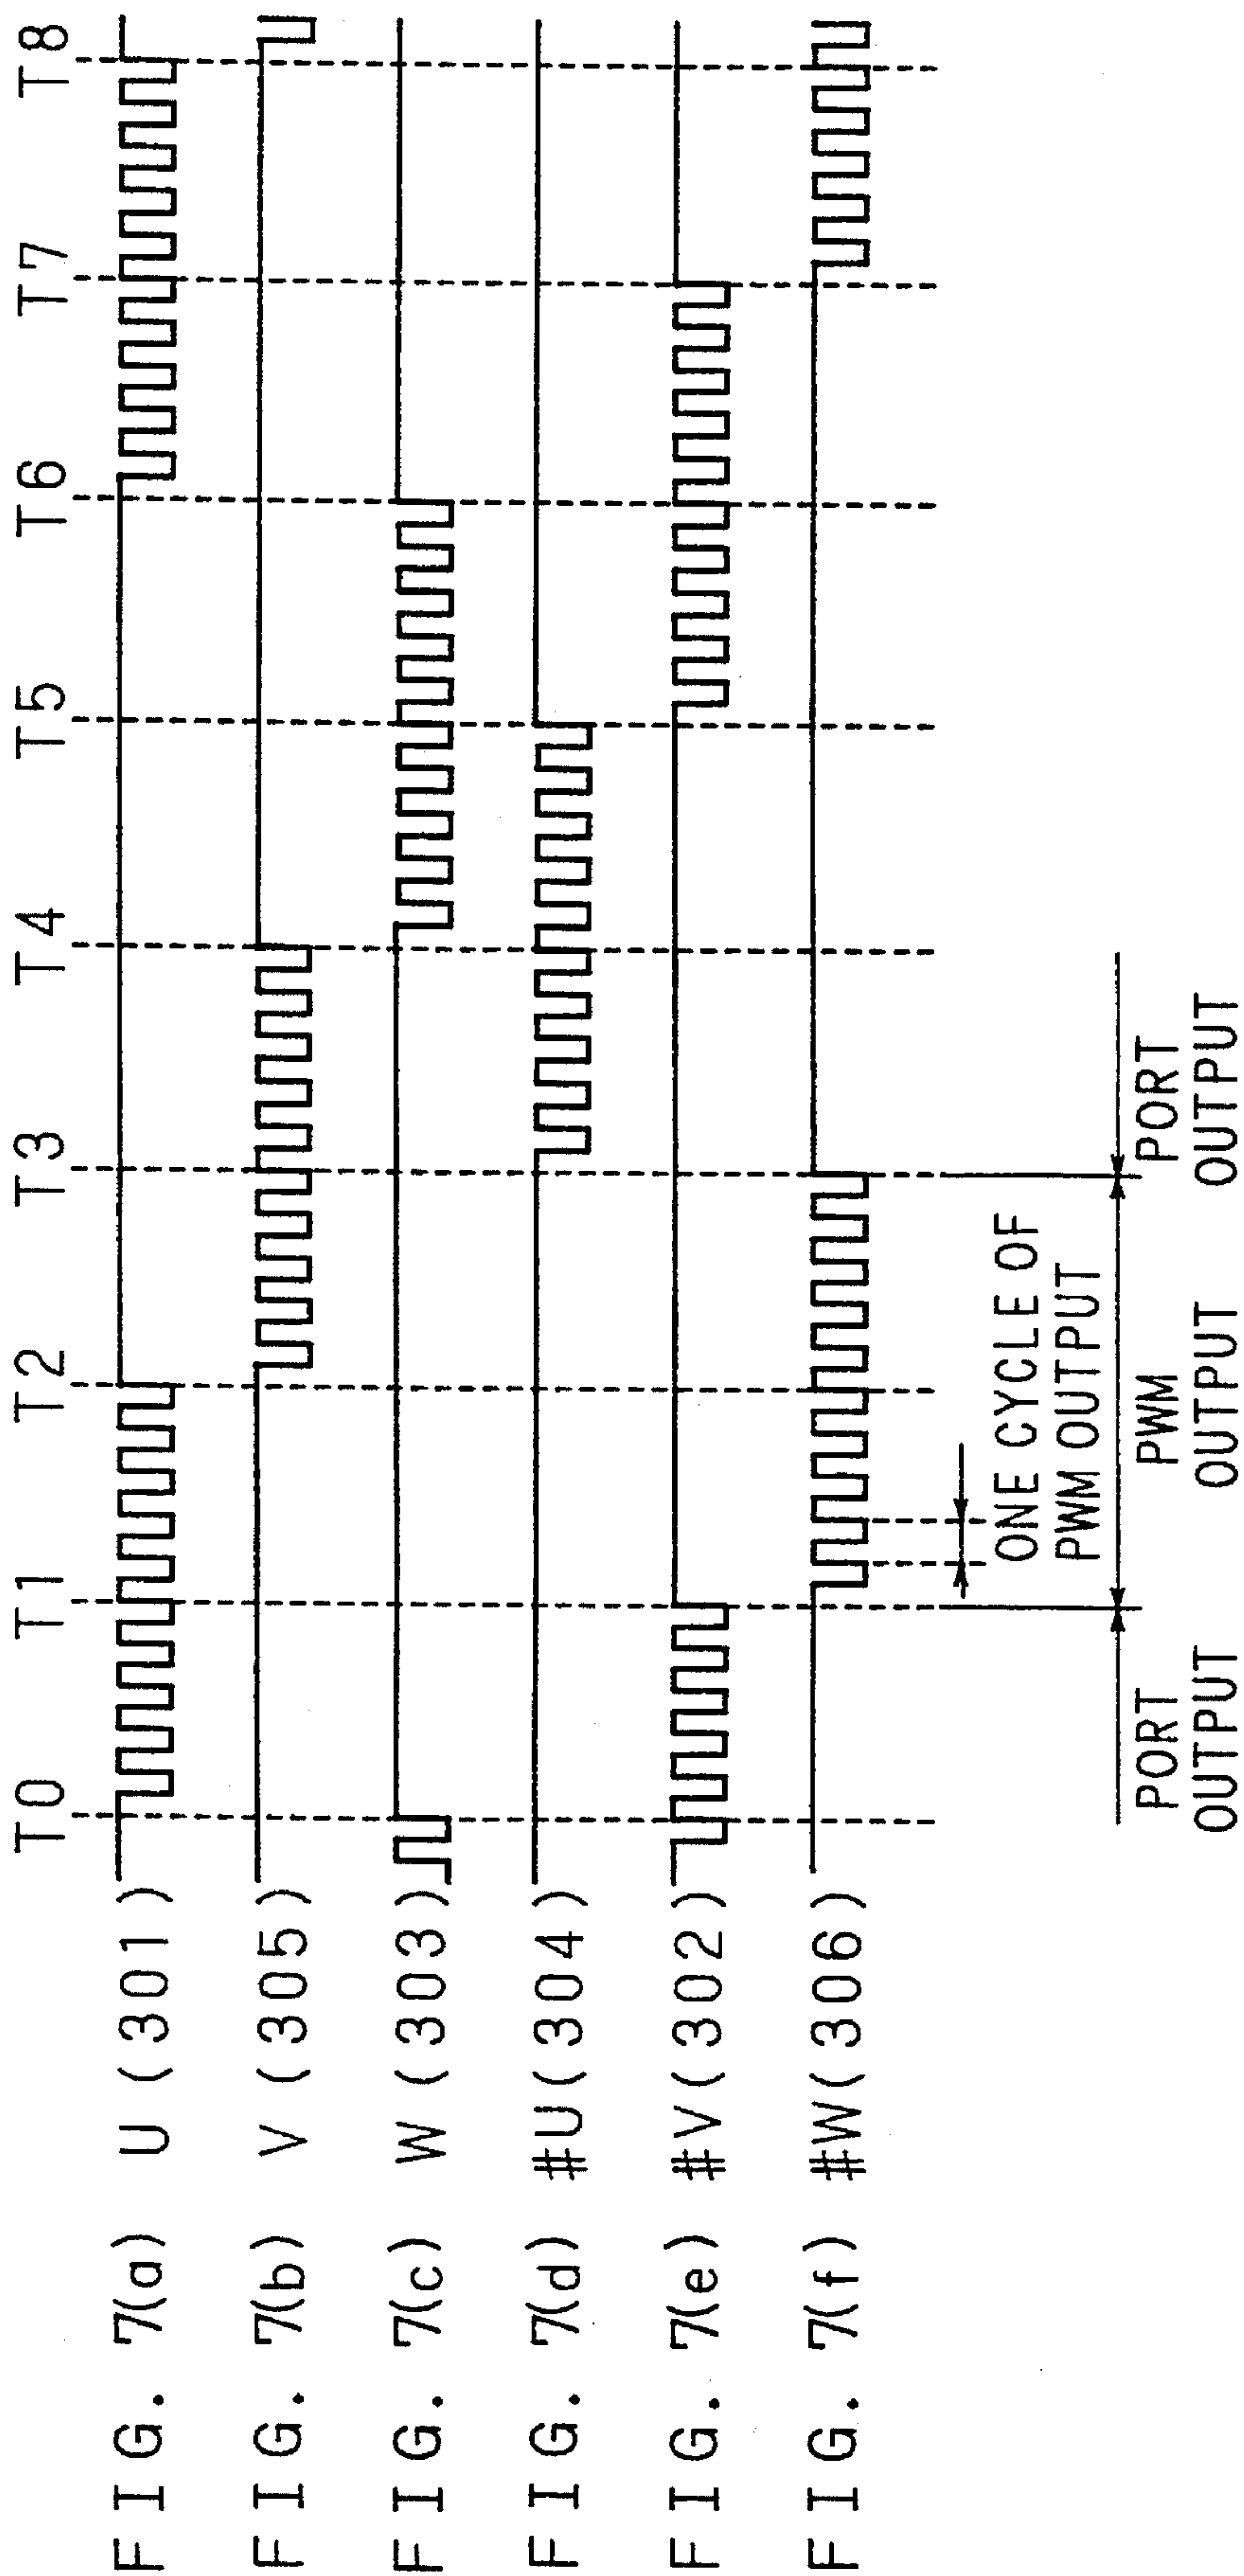 T0 T1 T2 T3 T4 T5 T6 T7 T8
FIG. 7(a) U (301)
FIG. 7(b) V (305)
FIG. 7(c) W (303)
FIG. 7(d) #U(304)
FIG. 7(e) #V(302)
FIG. 7(f) #W(306)
ONE CYCLE OF
PWM OUTPUT
PORT
OUTPUT
PWM
OUTPUT
PORT
OUTPUT